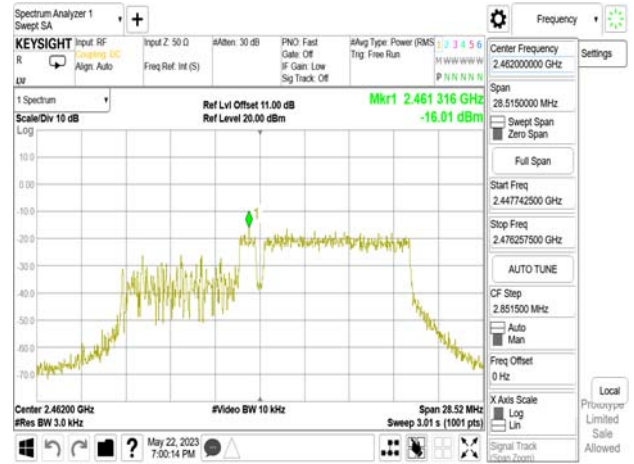 Spectrum Analyzer 1
Swept SA
+
Frequency
KEYSIGHT
R
LV
Input: RF
Coupling: DC
Align: Auto
Input Z: 50 Ω
Freq Ref: Int (S)
#Atten: 30 dB
PNO: Fast
Gate: Off
IF Gain: Low
Sig Track: Off
#Avg Type: Power (RMS
Trig: Free Run
1 2 3 4 5 6
M W W W W W
P N N N N N
1 Spectrum
Scale/Div 10 dB
Log
Ref Lvl Offset 11.00 dB
Ref Level 20.00 dBm
Mkr1 2.461 316 GHz
-16.01 dBm
10.0
0.00
-10.0
-20.0
-30.0
-40.0
-50.0
-60.0
-70.0
1
Center 2.46200 GHz
#Res BW 3.0 kHz
#Video BW 10 kHz
Span 28.52 MHz
Sweep 3.01 s (1001 pts)
May 22, 2023
7:00:14 PM
?
Center Frequency
2.462000000 GHz
Span
28.5150000 MHz
Swept Span
Zero Span
Full Span
Start Freq
2.447742500 GHz
Stop Freq
2.476257500 GHz
AUTO TUNE
CF Step
2.851500 MHz
Auto
Man
Freq Offset
0 Hz
X Axis Scale
Log
Lin
Signal Track
(Span Zoom)
Settings
Local
Prototype
Limited
Sale
Allowed